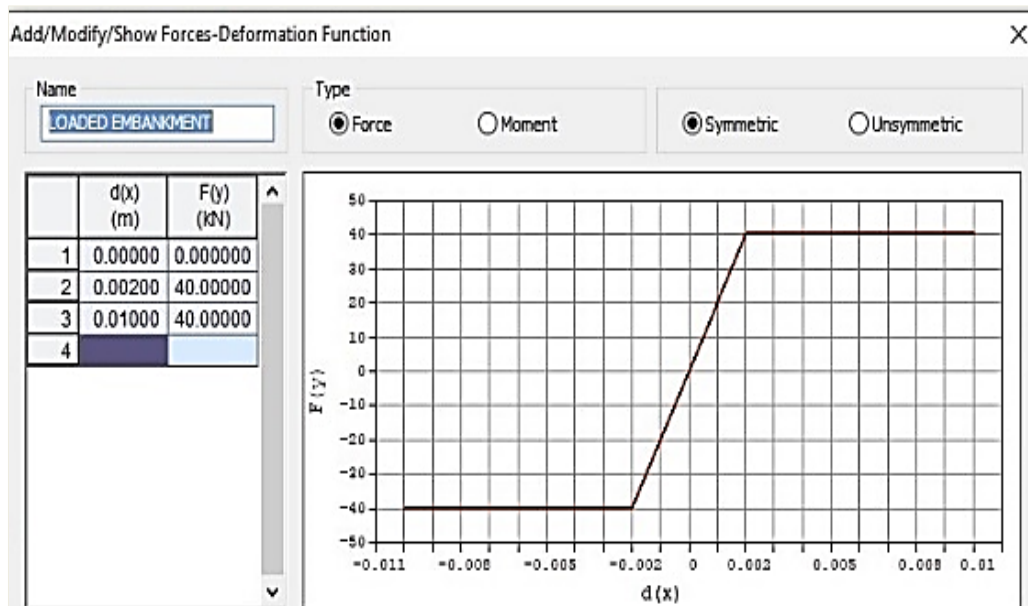 Add/Modify/Show Forces-Deformation Function
X
Name
LOADED EMBANKMENT
Type
Force
Moment
Symmetric
Unsymmetric
d(x) F(y)
(m) (kN)
1 0.00000 0.000000
2 0.00200 40.00000
3 0.01000 40.00000
4
50
40
30
20
10
0
-10
-20
-30
-40
-50
F(y)
-0.011 -0.008 -0.005 -0.002 0 0.002 0.005 0.008 0.01
d(x)